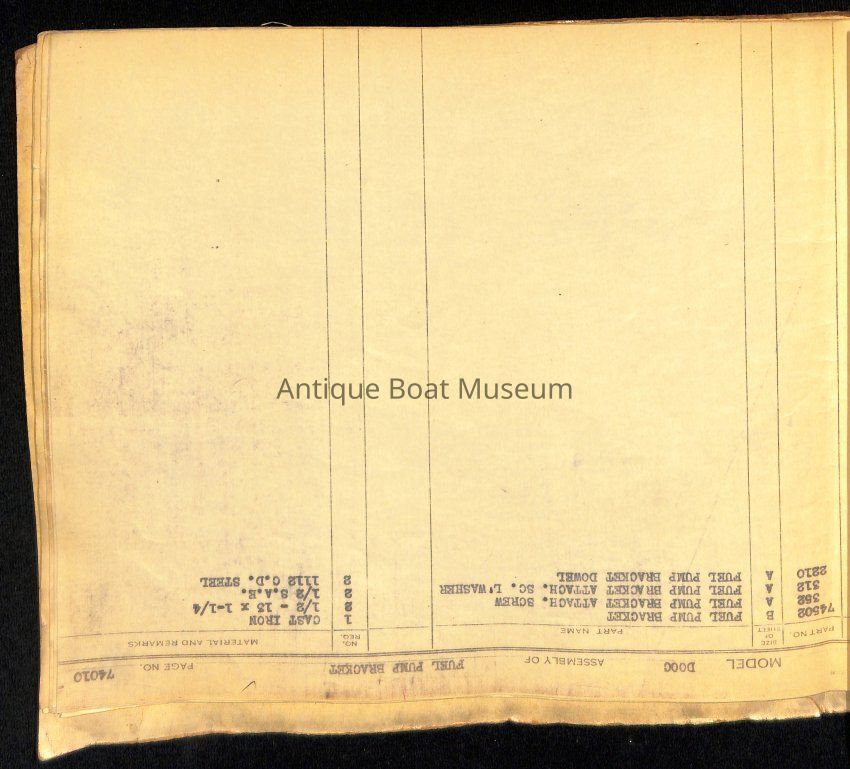 MODEL DOOC ASSEMBLY OF FUEL PUMP BRACKET PAGE NO. 74010
PART NO. SIZE OF SHEET PART NAME NO. REQ. MATERIAL AND REMARKS
74502 B FUEL PUMP BRACKET 1 CAST IRON
352 A FUEL PUMP BRACKET ATTACH. SCREW 2 1/2 - 13 x 1-1/4
312 A FUEL PUMP BRACKET ATTACH. SC. L'WASHER 2 1/2 S.A.E.
2210 A FUEL PUMP BRACKET DOWEL 2 1112 C.D. STEEL
Antique Boat Museum